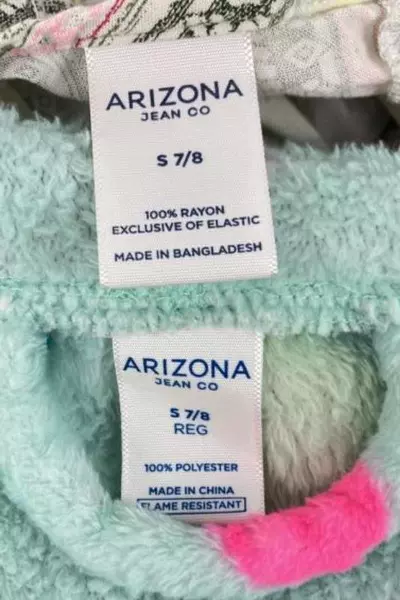 ARIZONA
JEAN CO
S 7/8
100% RAYON
EXCLUSIVE OF ELASTIC
MADE IN BANGLADESH
ARIZONA
JEAN CO
S 7/8
REG
100% POLYESTER
MADE IN CHINA
FLAME RESISTANT